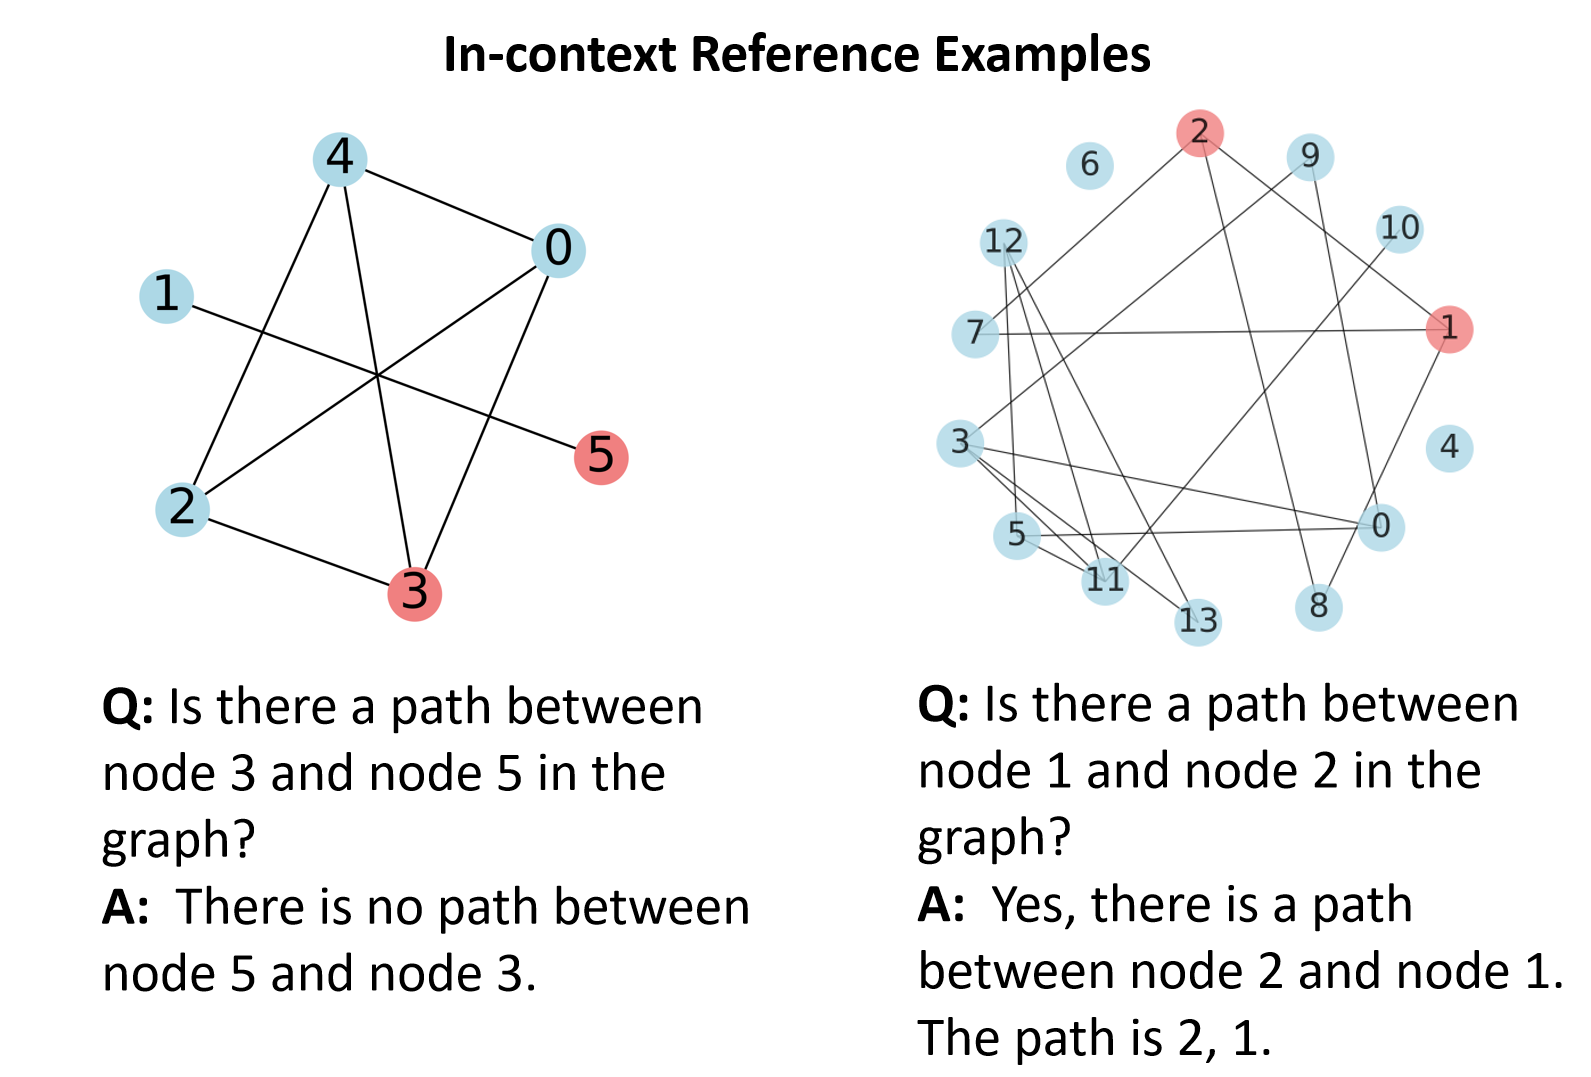 In-context Reference Examples
4
0
1
5
2
3
2
6
9
12
10
7
1
3
4
5
0
11
8
13
Q: Is there a path between
node 3 and node 5 in the
graph?
A: There is no path between
node 5 and node 3.
Q: Is there a path between
node 1 and node 2 in the
graph?
A: Yes, there is a path
between node 2 and node 1.
The path is 2, 1.